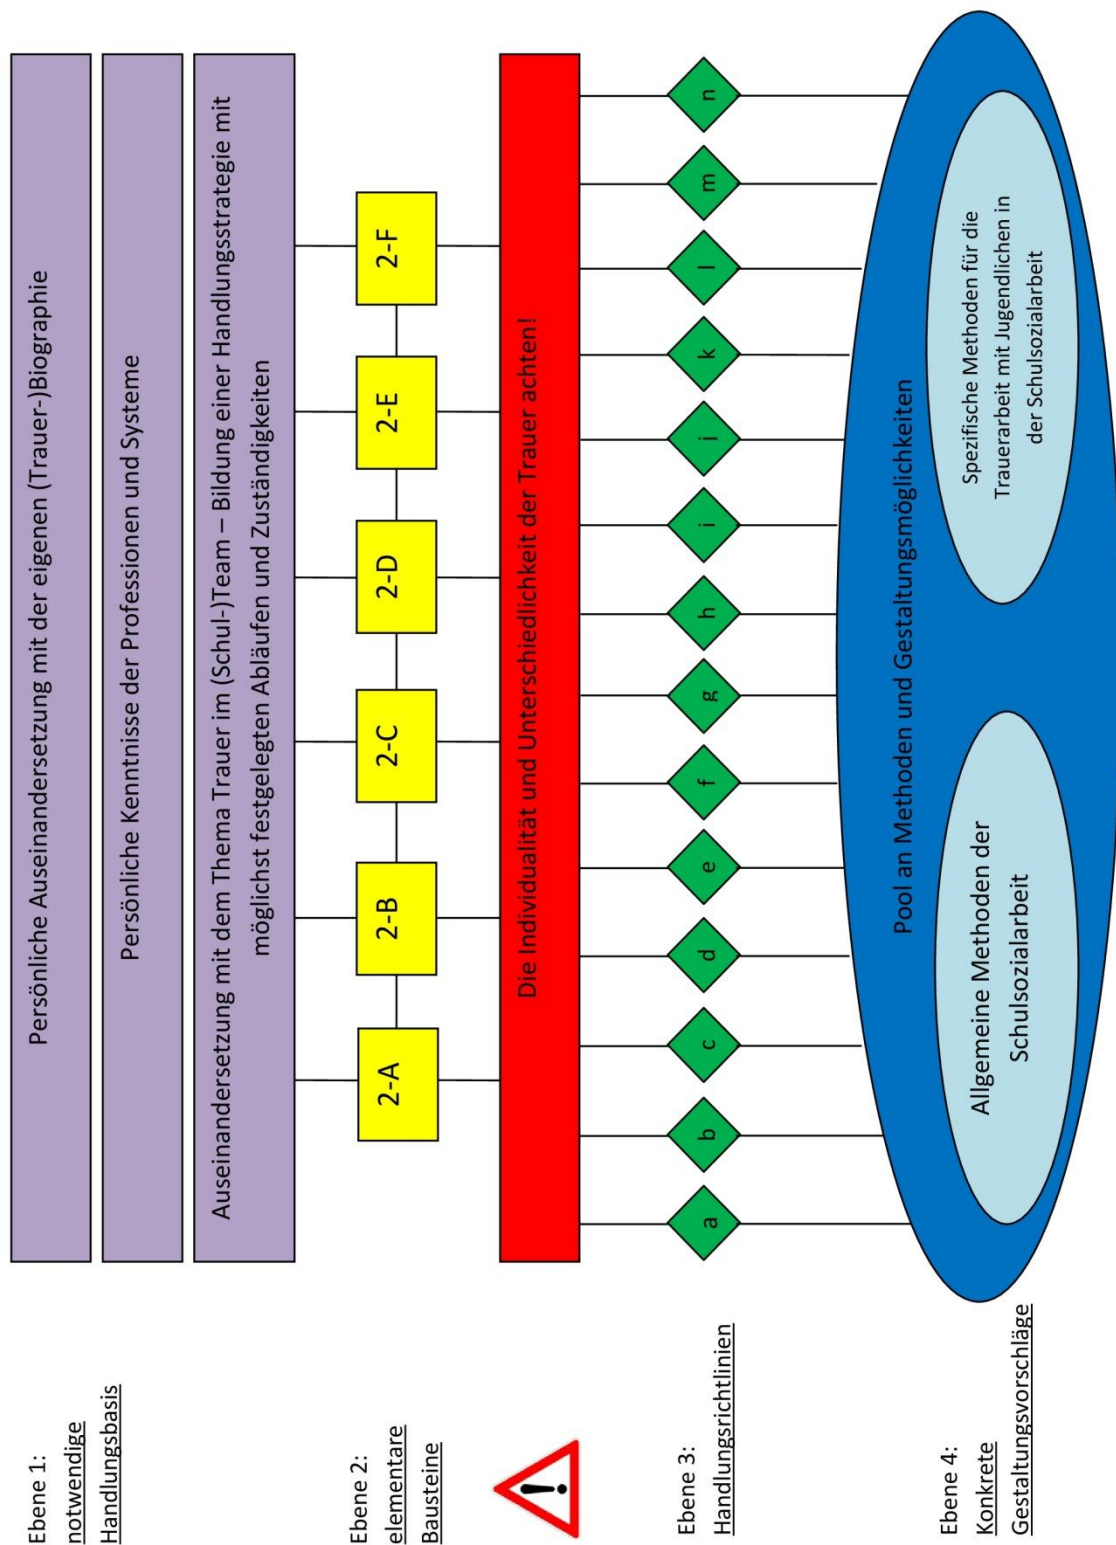 Ebene 1:
notwendige
Handlungsbasis
Persönliche Auseinandersetzung mit der eigenen (Trauer-)Biographie
Persönliche Kenntnisse der Professionen und Systeme
Auseinandersetzung mit dem Thema Trauer im (Schul-)Team – Bildung einer Handlungsstrategie mit
möglichst festgelegten Abläufen und Zuständigkeiten
Ebene 2:
elementare
Bausteine
2-A
2-B
2-C
2-D
2-E
2-F
!
Die Individualität und Unterschiedlichkeit der Trauer achten!
Ebene 3:
Handlungsrichtlinien
a
b
c
d
e
f
g
h
i
j
k
l
m
n
Ebene 4:
Konkrete
Gestaltungsvorschläge
Pool an Methoden und Gestaltungsmöglichkeiten
Allgemeine Methoden der
Schulsozialarbeit
Spezifische Methoden für die
Trauerarbeit mit Jugendlichen in
der Schulsozialarbeit